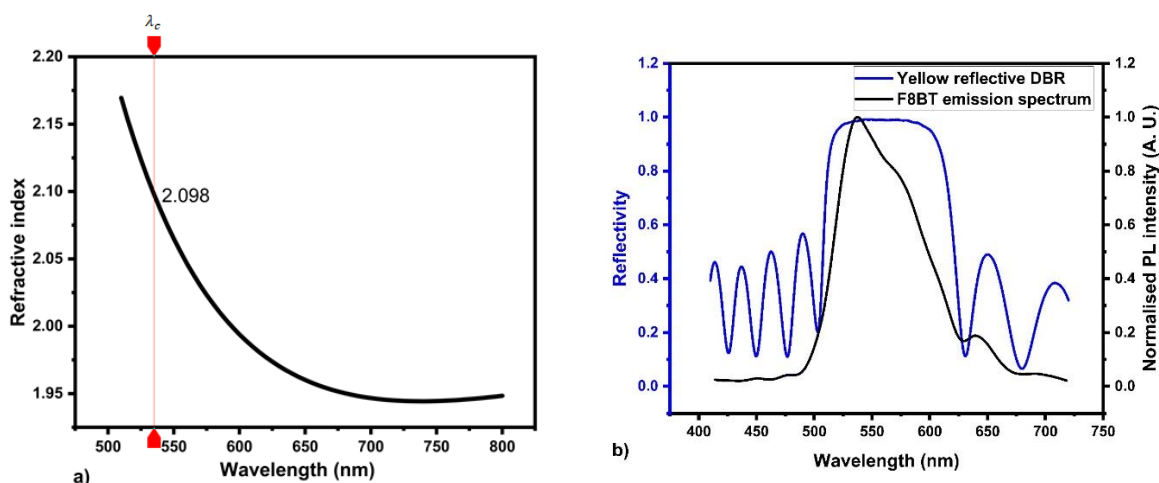 λc
2.20
2.15
2.10
2.05
2.00
1.95
2.098
Refractive index
500 550 600 650 700 750 800
Wavelength (nm)
a)
1.2
1.0
0.8
0.6
0.4
0.2
0.0
Reflectivity
Yellow reflective DBR
F8BT emission spectrum
1.2
1.0
0.8
0.6
0.4
0.2
0.0
Normalised PL intensity (A. U.)
400 450 500 550 600 650 700 750
Wavelength (nm)
b)